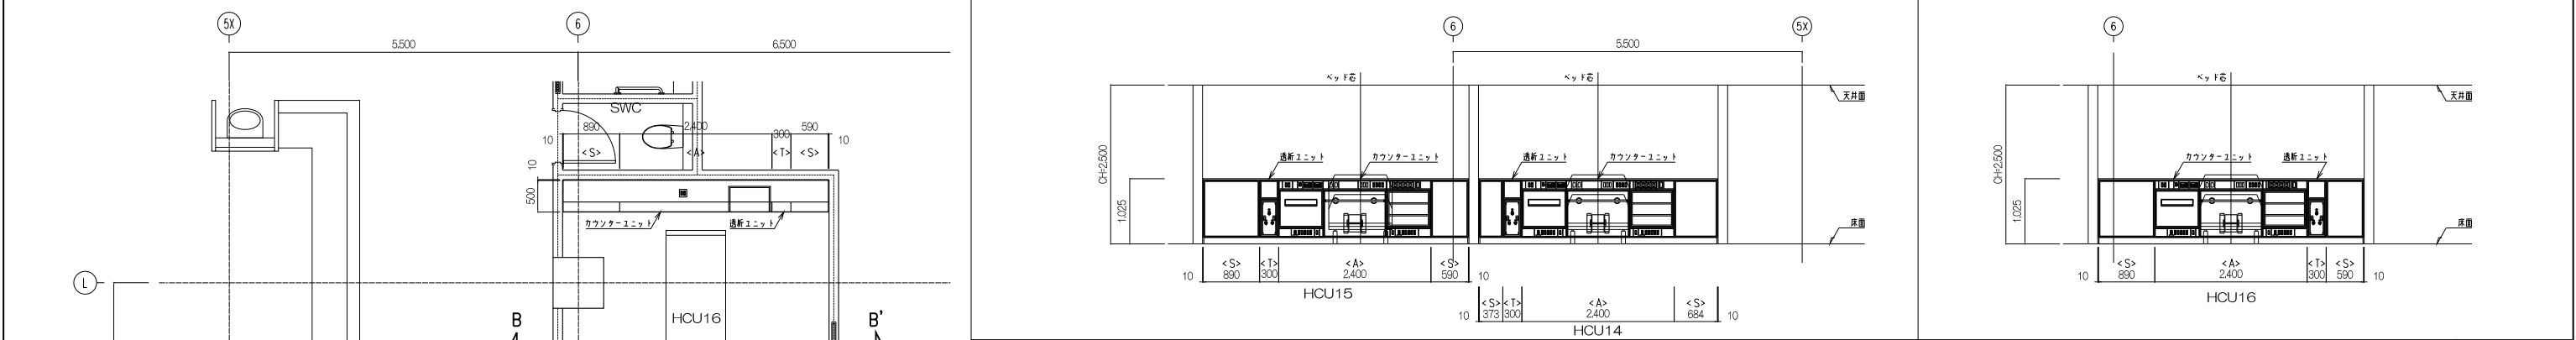 5X
6
5,500
6,500
SWC
890
2,400
300
590
10
10
<S>
<A>
<T>
<S>
10
500
カウンターユニット
透析ユニット
L
HCU16
B
B'
6
5X
5,500
ベッド芯
ベッド芯
天井面
CH=2,500
透析ユニット
カウンターユニット
透析ユニット
カウンターユニット
1,025
床面
<S>
<T>
<A>
<S>
10
890
300
2,400
590
10
HCU15
<S>
<T>
<A>
<S>
10
373
300
2,400
684
10
HCU14
6
ベッド芯
天井面
CH=2,500
カウンターユニット
透析ユニット
1,025
床面
<S>
<A>
<T>
<S>
10
890
2,400
300
590
10
HCU16